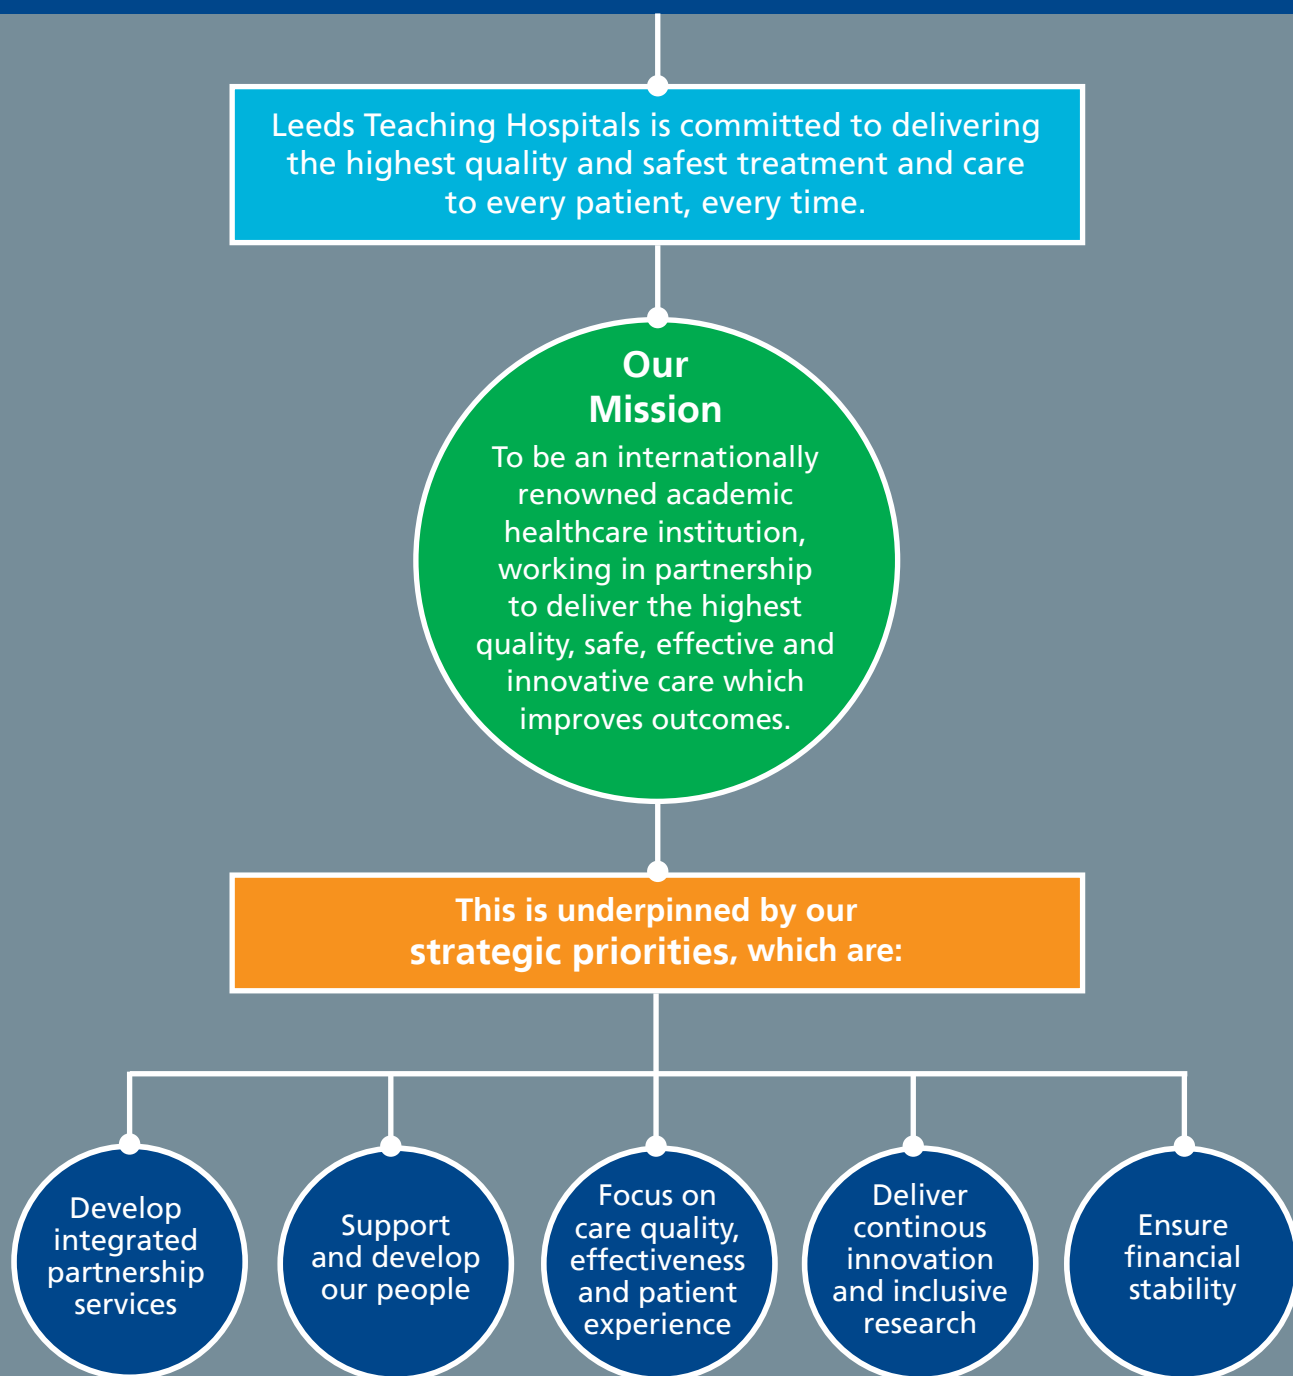 Leeds Teaching Hospitals is committed to delivering
the highest quality and safest treatment and care
to every patient, every time.
Our
Mission
To be an internationally
renowned academic
healthcare institution,
working in partnership
to deliver the highest
quality, safe, effective and
innovative care which
improves outcomes.
This is underpinned by our
strategic priorities, which are:
Develop
integrated
partnership
services
Support
and develop
our people
Focus on
care quality,
effectiveness
and patient
experience
Deliver
continous
innovation
and inclusive
research
Ensure
financial
stability